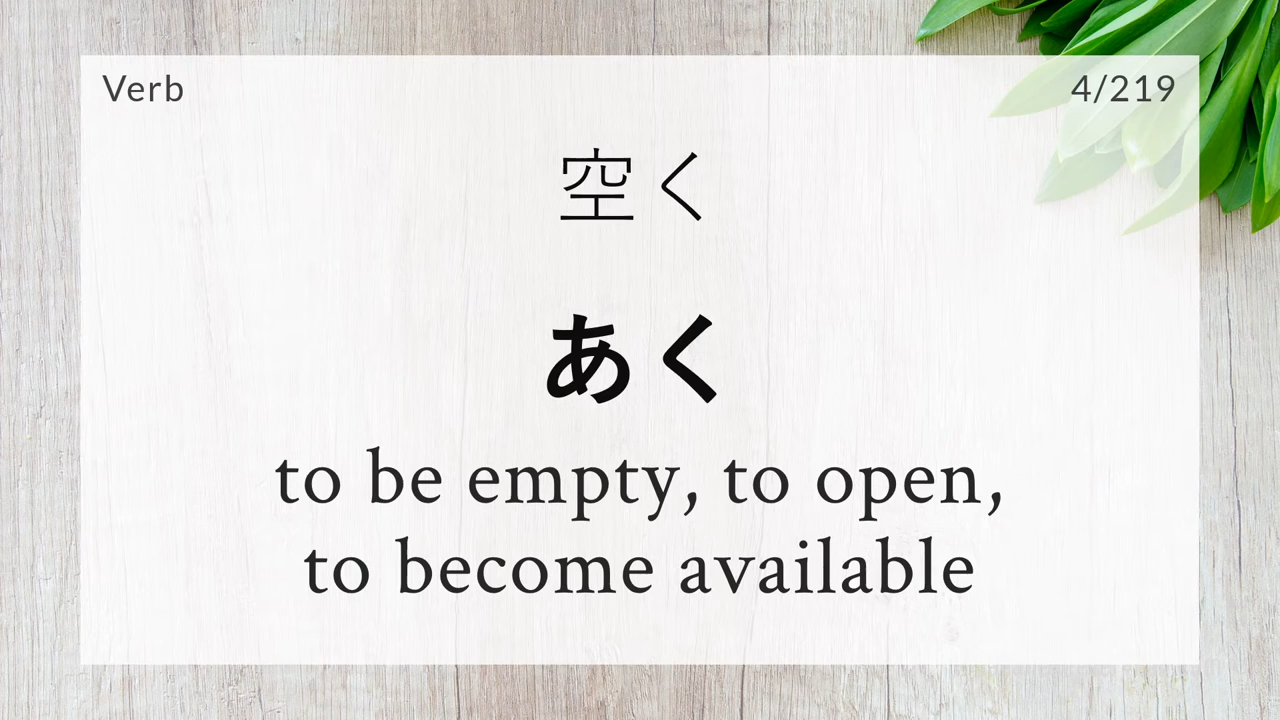 Verb
4/219
空く
あく
to be empty, to open,
to become available